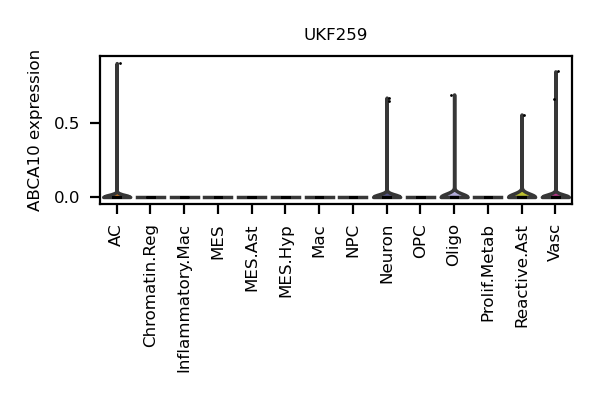 UKF259
ABCA10 expression
0.5
0.0
AC
Chromatin.Reg
Inflammatory.Mac
MES
MES.Ast
MES.Hyp
Mac
NPC
Neuron
OPC
Oligo
Prolif.Metab
Reactive.Ast
Vasc